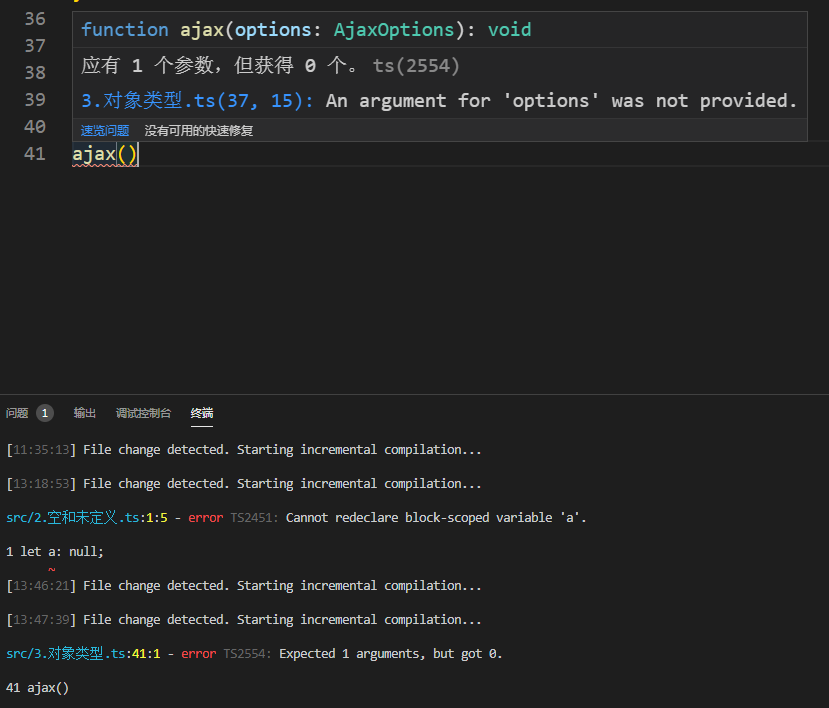 36
function ajax(options: AjaxOptions): void
37
38
应有 1 个参数，但获得 0 个。ts(2554)
39
3.对象类型.ts(37, 15): An argument for 'options' was not provided.
40
速览问题 没有可用的快速修复
41 ajax()
问题 1 输出 调试控制台 终端
[11:35:13] File change detected. Starting incremental compilation...
[13:18:53] File change detected. Starting incremental compilation...
src/2.空和未定义.ts:1:5 - error TS2451: Cannot redeclare block-scoped variable 'a'.
1 let a: null;
~
[13:46:21] File change detected. Starting incremental compilation...
[13:47:39] File change detected. Starting incremental compilation...
src/3.对象类型.ts:41:1 - error TS2554: Expected 1 arguments, but got 0.
41 ajax()